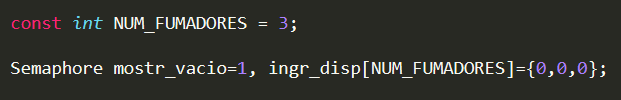 const int NUM_FUMADORES = 3;
Semaphore mostr_vacio=1, ingr_disp[NUM_FUMADORES]={0,0,0};